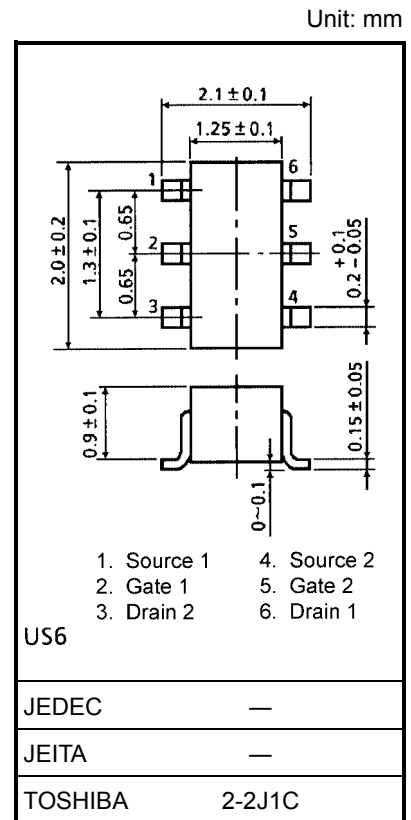 Unit: mm
2.1±0.1
1.25±0.1
1
6
2.0±0.2
1.3±0.1
0.65
2
5
+0.1
0.2-0.05
0.65
3
4
0.9±0.1
0.15±0.05
0~0.1
1. Source 1 4. Source 2
2. Gate 1 5. Gate 2
3. Drain 2 6. Drain 1
US6
JEDEC —
JEITA —
TOSHIBA 2-2J1C